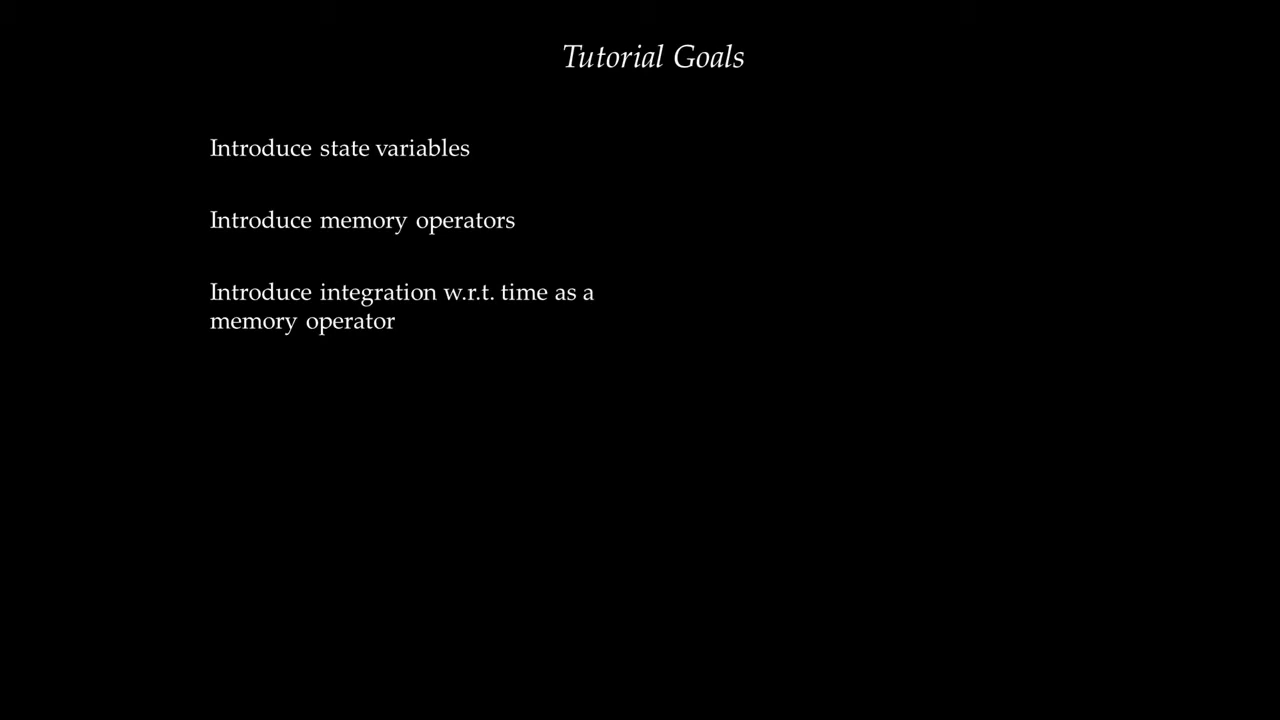 Tutorial Goals
Introduce state variables
Introduce memory operators
Introduce integration w.r.t. time as a
memory operator